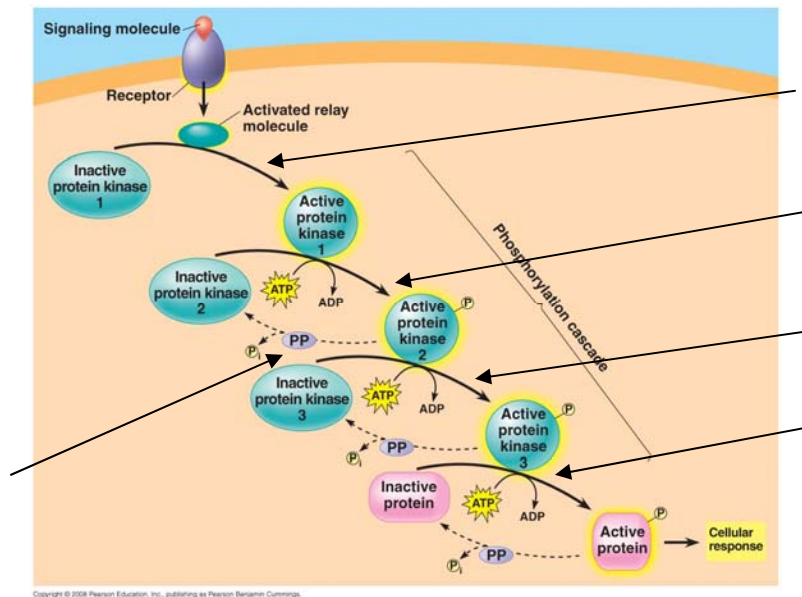 Signaling molecule
Receptor
Activated relay
molecule
Inactive
protein kinase
1
Active
protein
kinase
1
Phosphorylation cascade
Inactive
protein kinase
2
ATP
ADP
Active
protein
kinase
2
P
PP
Pi
Inactive
protein kinase
3
ATP
ADP
Active
protein
kinase
3
P
PP
Pi
Inactive
protein
ATP
ADP
Active
protein
P
Cellular
response
PP
Pi
Copyright © 2008 Pearson Education, Inc., publishing as Pearson Benjamin Cummings.